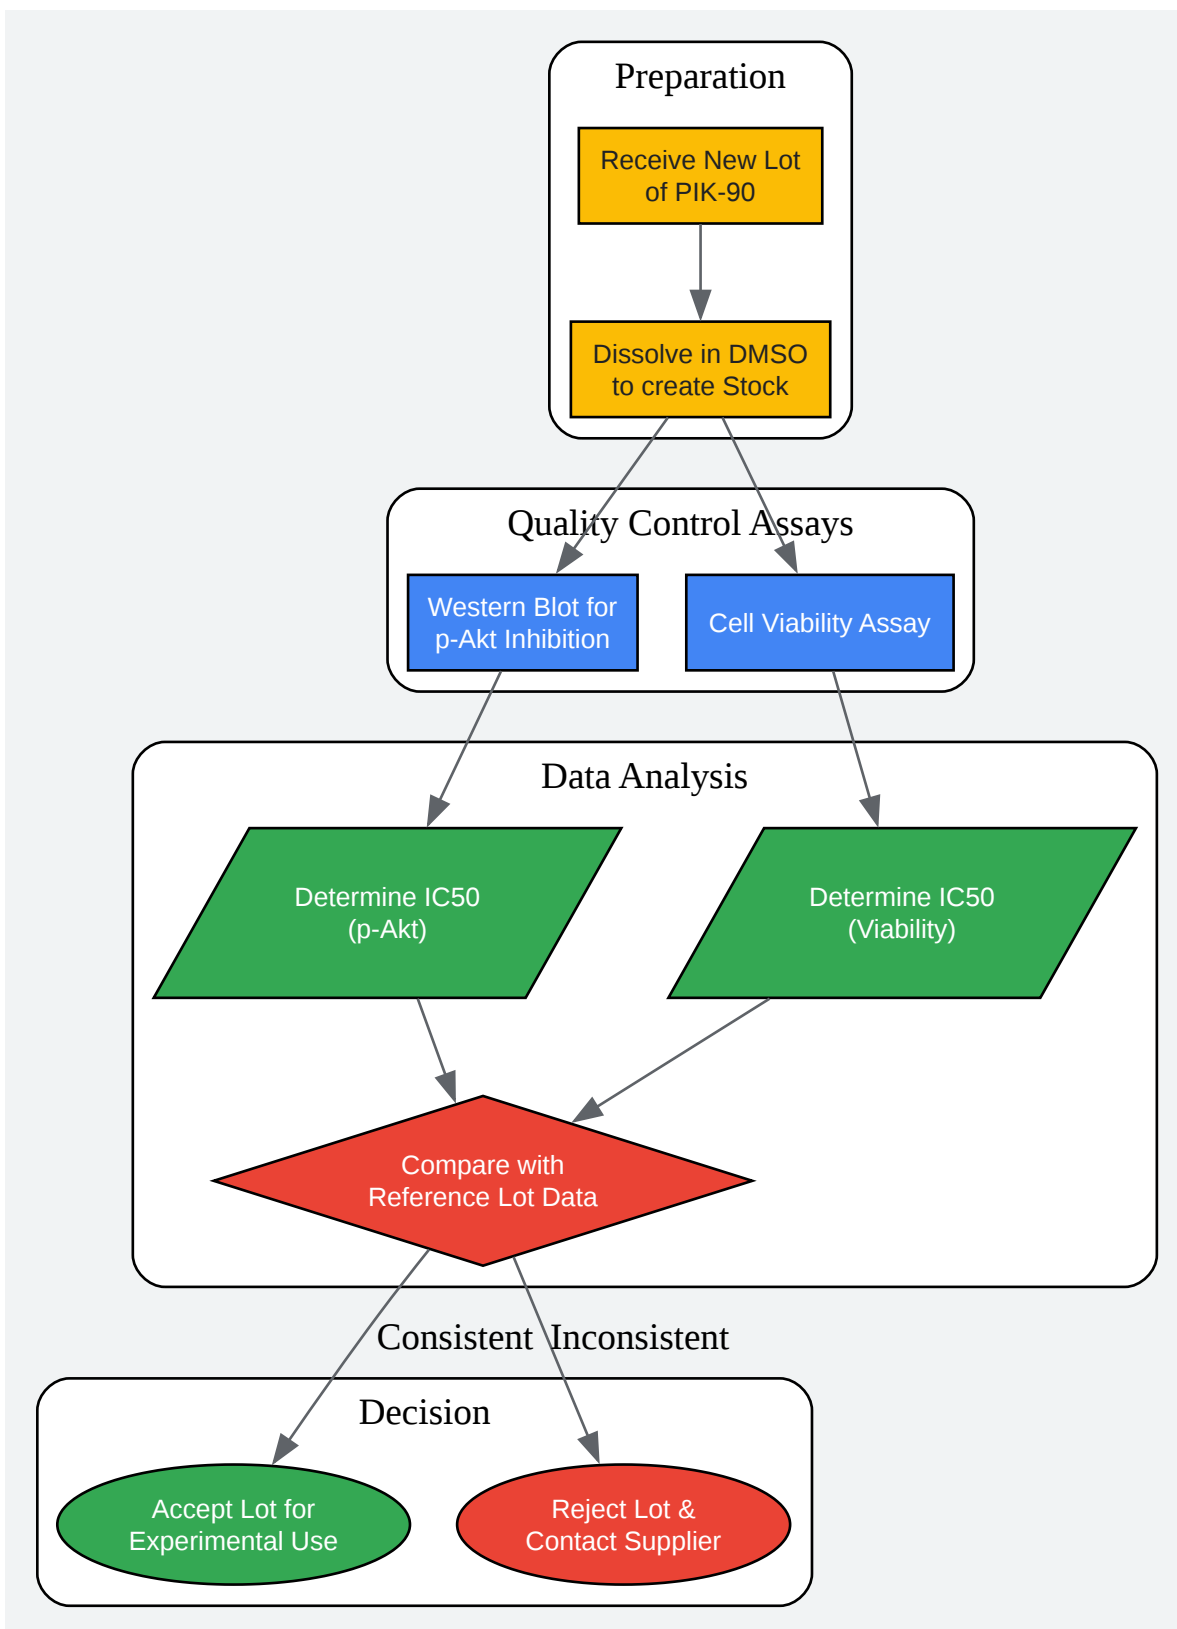 Preparation
Receive New Lot
of PIK-90
Dissolve in DMSO
to create Stock
Quality Control Assays
Western Blot for
p-Akt Inhibition
Cell Viability Assay
Data Analysis
Determine IC50
(p-Akt)
Determine IC50
(Viability)
Compare with
Reference Lot Data
Consistent
Inconsistent
Decision
Accept Lot for
Experimental Use
Reject Lot &
Contact Supplier